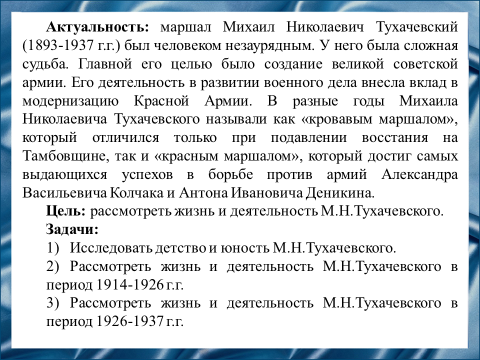 Актуальность: маршал Михаил Николаевич Тухачевский
(1893-1937 г.г.) был человеком незаурядным. У него была сложная
судьба. Главной его целью было создание великой советской
армии. Его деятельность в развитии военного дела внесла вклад в
модернизацию Красной Армии. В разные годы Михаила
Николаевича Тухачевского называли как «кровавым маршалом»,
который отличился только при подавлении восстания на
Тамбовщине, так и «красным маршалом», который достиг самых
выдающихся успехов в борьбе против армий Александра
Васильевича Колчака и Антона Ивановича Деникина.
Цель: рассмотреть жизнь и деятельность М.Н.Тухачевского.
Задачи:
1) Исследовать детство и юность М.Н.Тухачевского.
2) Рассмотреть жизнь и деятельность М.Н.Тухачевского в
период 1914-1926 г.г.
3) Рассмотреть жизнь и деятельность М.Н.Тухачевского в
период 1926-1937 г.г.